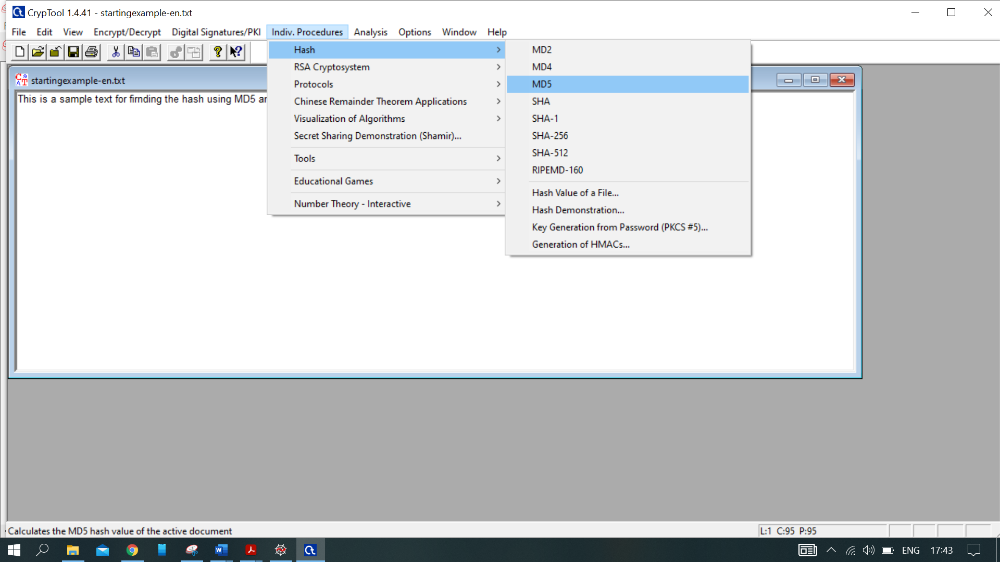 CrypTool 1.4.41 - startingexample-en.txt
File Edit View Encrypt/Decrypt Digital Signatures/PKI Indiv. Procedures Analysis Options Window Help
startingexample-en.txt
This is a sample text for firnding the hash using MD5
Hash
RSA Cryptosystem
Protocols
Chinese Remainder Theorem Applications
Visualization of Algorithms
Secret Sharing Demonstration (Shamir)...
Tools
Educational Games
Number Theory - Interactive
MD2
MD4
MD5
SHA
SHA-1
SHA-256
SHA-512
RIPEMD-160
Hash Value of a File...
Hash Demonstration...
Key Generation from Password (PKCS #5)...
Generation of HMACs...
Calculates the MD5 hash value of the active document
L:1 C:95 P:95
ENG 17:43